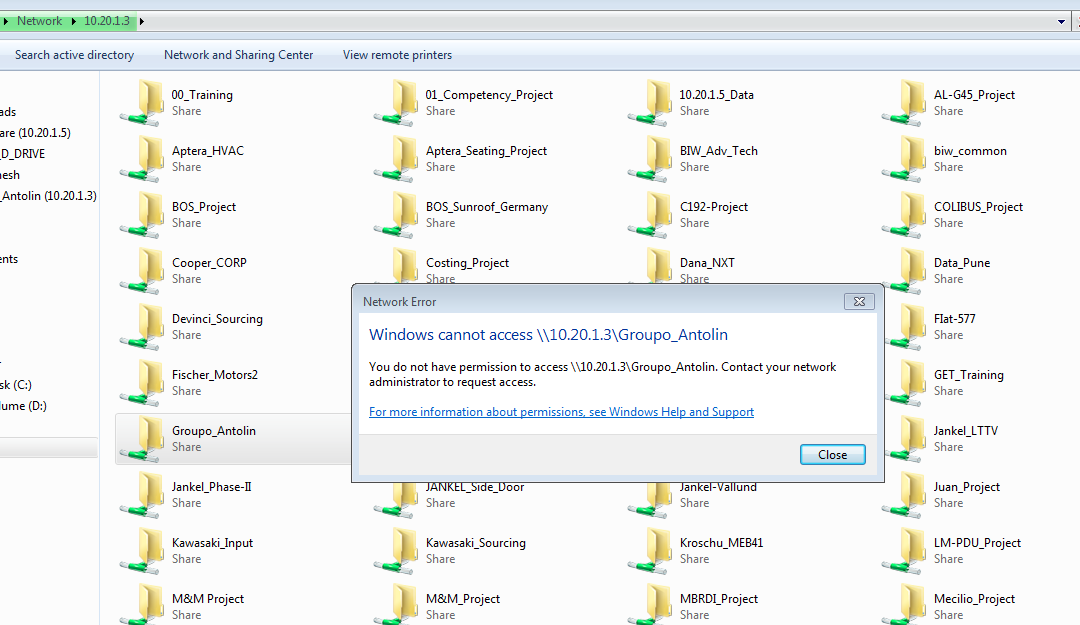 Network 10.20.1.3
Search active directory Network and Sharing Center View remote printers
00_Training 01_Competency_Project 10.20.1.5_Data AL-G45_Project
Share Share Share Share
ads
are (10.20.1.5)
_D_DRIVE
nesh
_Antolin (10.20.1.3)
ents
sk (C:)
lume (D:)
Aptera_HVAC Aptera_Seating_Project BIW_Adv_Tech biw_common
Share Share Share Share
BOS_Project BOS_Sunroof_Germany C192-Project COLIBUS_Project
Share Share Share Share
Cooper_CORP Costing_Project Dana_NXT Data_Pune
Share Share Share Share
Devinci_Sourcing FIat-577
Share Share
Fischer_Motors2 GET_Training
Share Share
Groupo_Antolin Jankel_LTTV
Share Share
Network Error
Windows cannot access \\10.20.1.3\Groupo_Antolin
You do not have permission to access \\10.20.1.3\Groupo_Antolin. Contact your network
administrator to request access.
For more information about permissions, see Windows Help and Support
Close
Jankel_Phase-II JANKEL_Side_Door Jankel-Vallund Juan_Project
Share Share Share Share
Kawasaki_Input Kawasaki_Sourcing Kroschu_MEB41 LM-PDU_Project
Share Share Share Share
M&M Project M&M_Project MBRDI_Project Mecilio_Project
Share Share Share Share